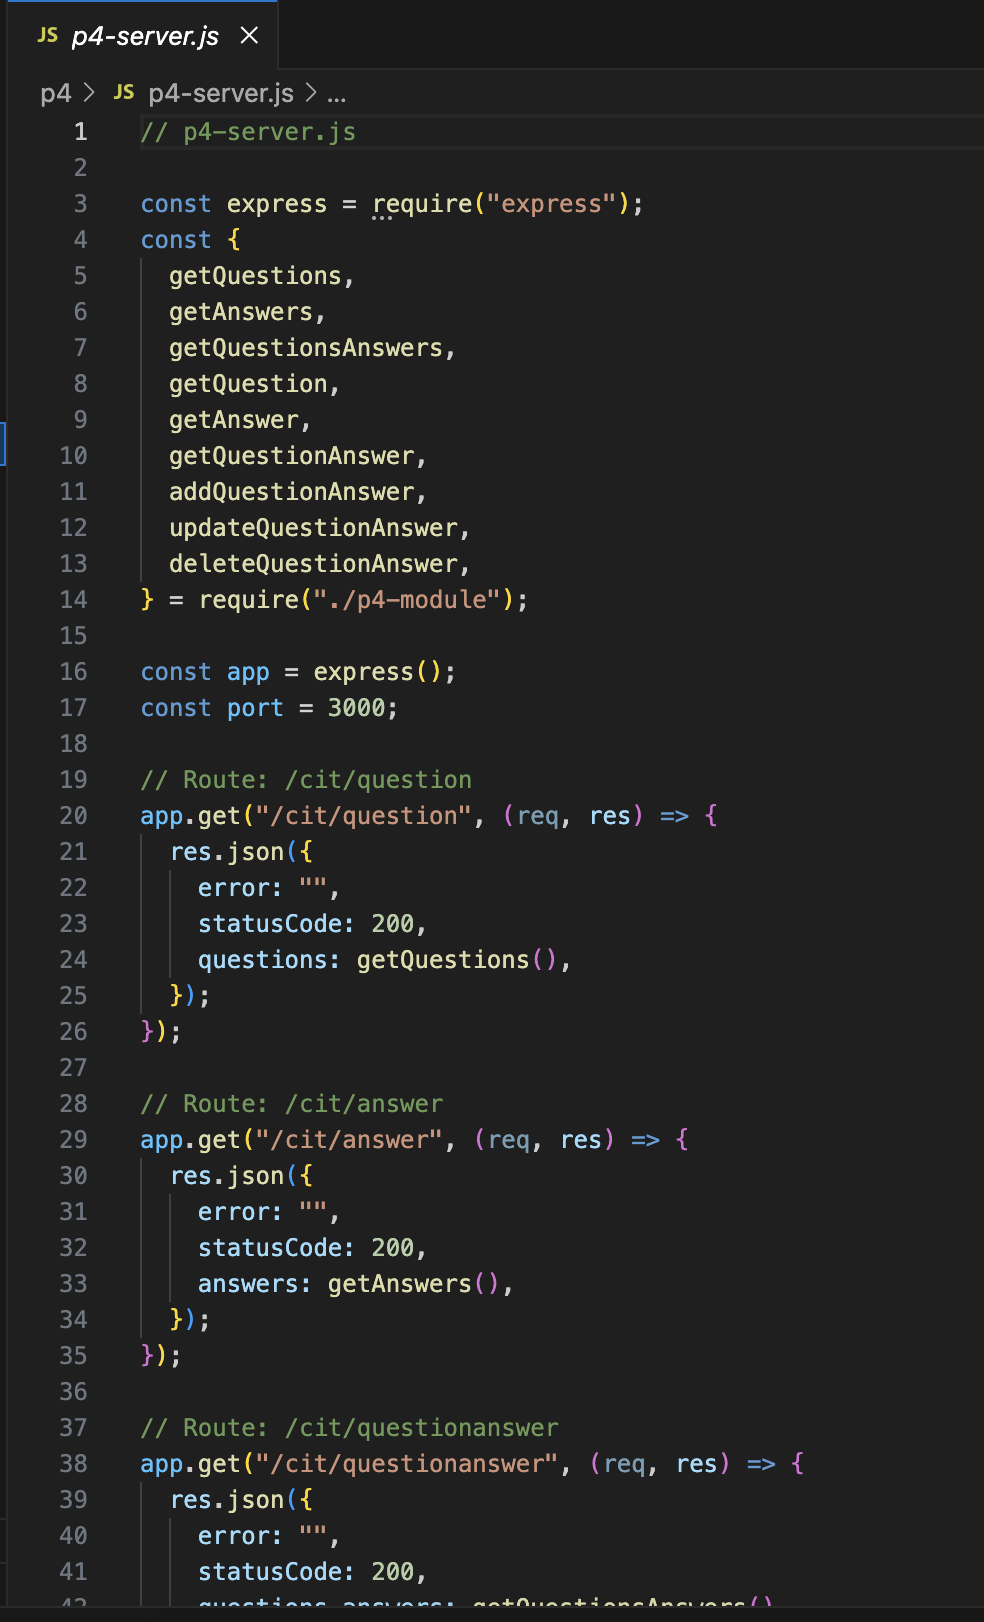 JS p4-server.js
p4 > JS p4-server.js > ...
1 // p4-server.js
2
3 const express = require("express");
4 const {
5 getQuestions,
6 getAnswers,
7 getQuestionsAnswers,
8 getQuestion,
9 getAnswer,
10 getQuestionAnswer,
11 addQuestionAnswer,
12 updateQuestionAnswer,
13 deleteQuestionAnswer,
14 } = require("./p4-module");
15
16 const app = express();
17 const port = 3000;
18
19 // Route: /cit/question
20 app.get("/cit/question", (req, res) => {
21 res.json({
22 error: "",
23 statusCode: 200,
24 questions: getQuestions(),
25 });
26 });
27
28 // Route: /cit/answer
29 app.get("/cit/answer", (req, res) => {
30 res.json({
31 error: "",
32 statusCode: 200,
33 answers: getAnswers(),
34 });
35 });
36
37 // Route: /cit/questionanswer
38 app.get("/cit/questionanswer", (req, res) => {
39 res.json({
40 error: "",
41 statusCode: 200,
42 questions_answers: getQuestionsAnswers()